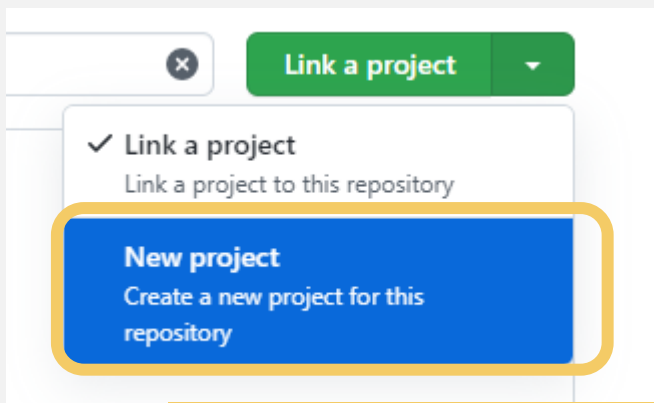 Link a project
Link a project
Link a project to this repository
New project
Create a new project for this
repository